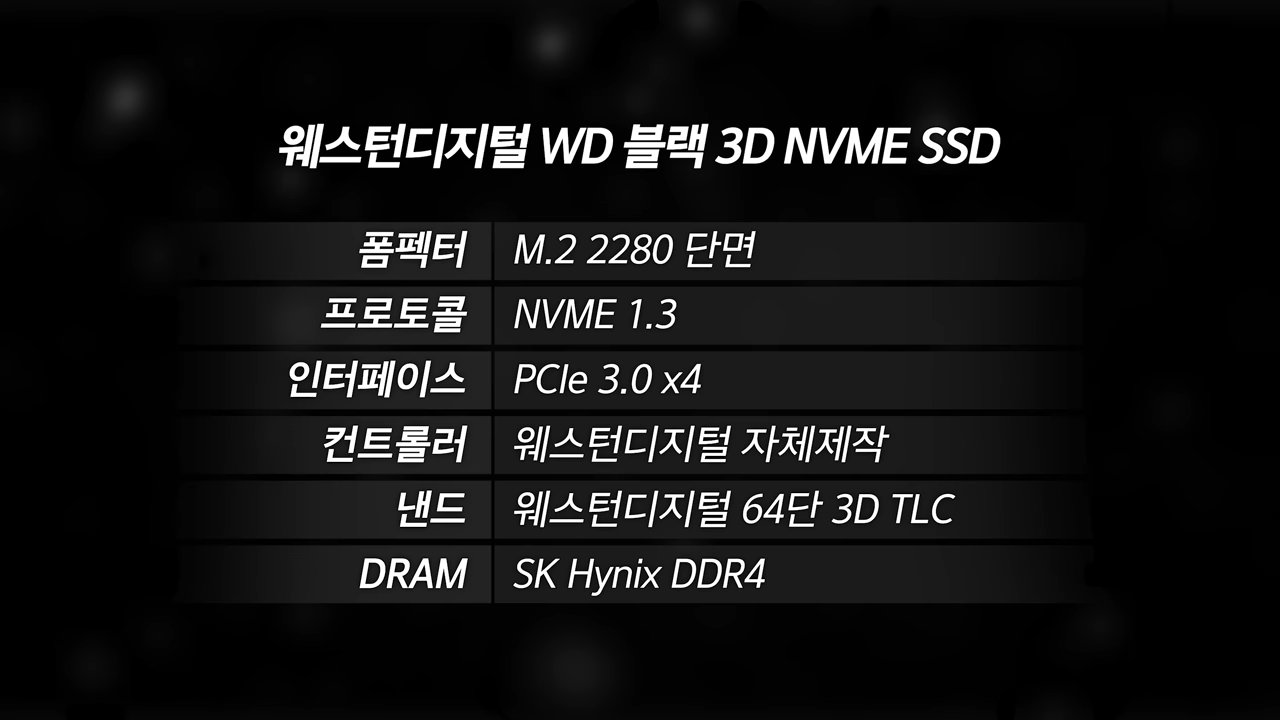 웨스턴디지털 WD 블랙 3D NVME SSD
폼펙터 M.2 2280 단면
프로토콜 NVME 1.3
인터페이스 PCIe 3.0 x4
컨트롤러 웨스턴디지털 자체제작
낸드 웨스턴디지털 64단 3D TLC
DRAM SK Hynix DDR4